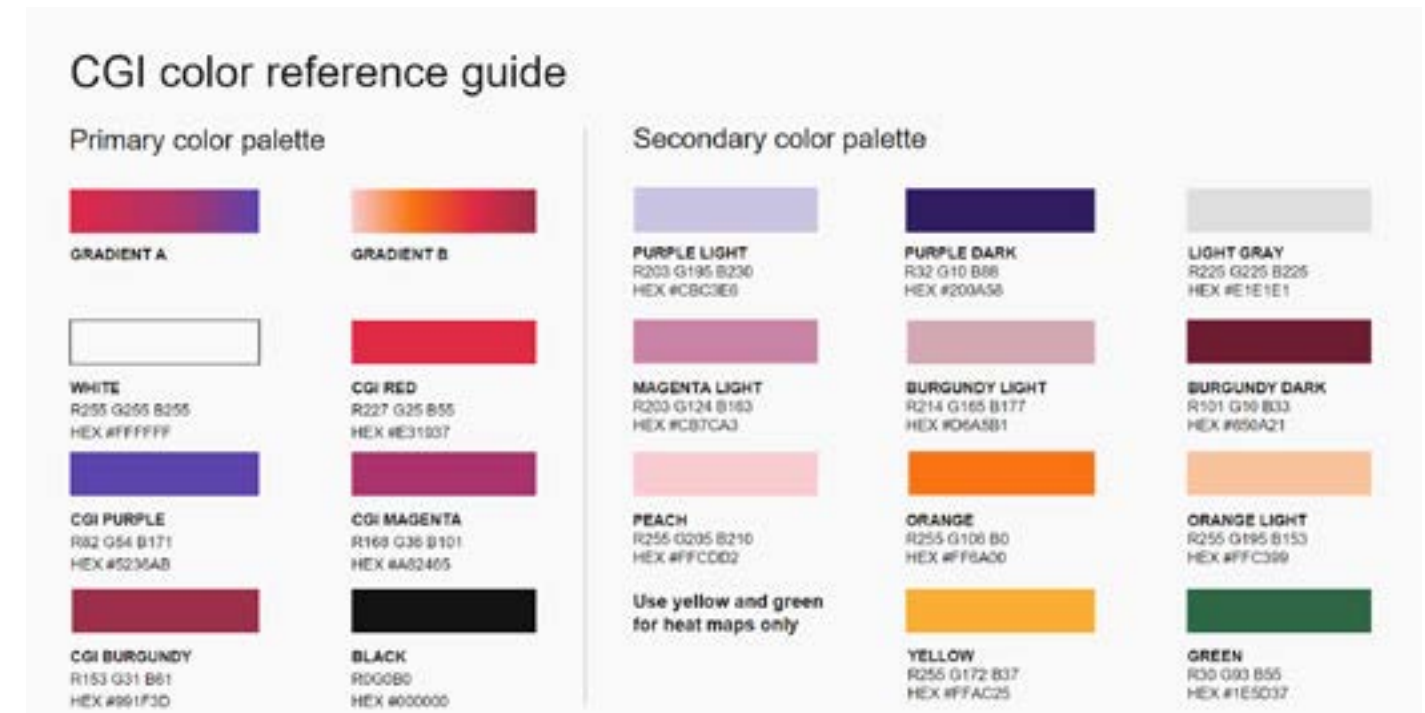 CGI color reference guide
Primary color palette
GRADIENT A
GRADIENT B
WHITE
R255 G255 B255
HEX #FFFFFF
CGI RED
R227 G25 B55
HEX #E31937
CGI PURPLE
R82 G54 B171
HEX #5236AB
CGI MAGENTA
R168 G36 B101
HEX #A82465
CGI BURGUNDY
R153 G31 B61
HEX #991F3D
BLACK
R0G0B0
HEX #000000
Secondary color palette
PURPLE LIGHT
R203 G195 B230
HEX #CBC3E6
PURPLE DARK
R32 G10 B88
HEX #200A58
LIGHT GRAY
R225 G225 B225
HEX #E1E1E1
MAGENTA LIGHT
R203 G124 B163
HEX #CB7CA3
BURGUNDY LIGHT
R214 G165 B177
HEX #D6A5B1
BURGUNDY DARK
R101 G10 B33
HEX #650A21
PEACH
R255 G205 B210
HEX #FFCDD2
ORANGE
R255 G106 B0
HEX #FF6A00
ORANGE LIGHT
R255 G195 B153
HEX #FFC399
Use yellow and green
for heat maps only
YELLOW
R255 G172 B37
HEX #FFAC25
GREEN
R30 G93 B55
HEX #1E5D37